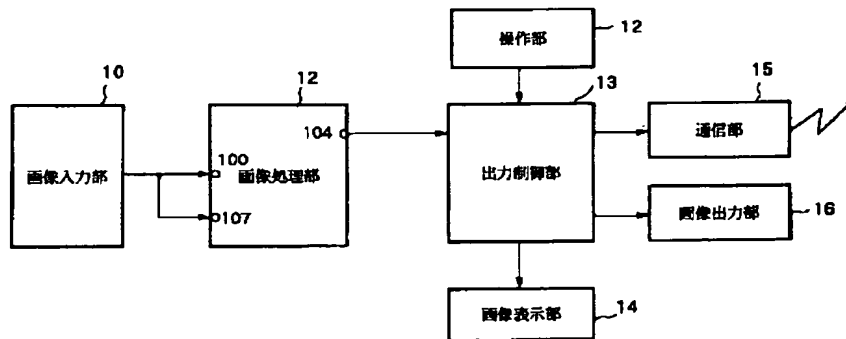 操作部
12
10
12
13
15
104
通信部
100
画像入力部
画像処理部
出力制御部
107
画像出力部
16
画像表示部
14